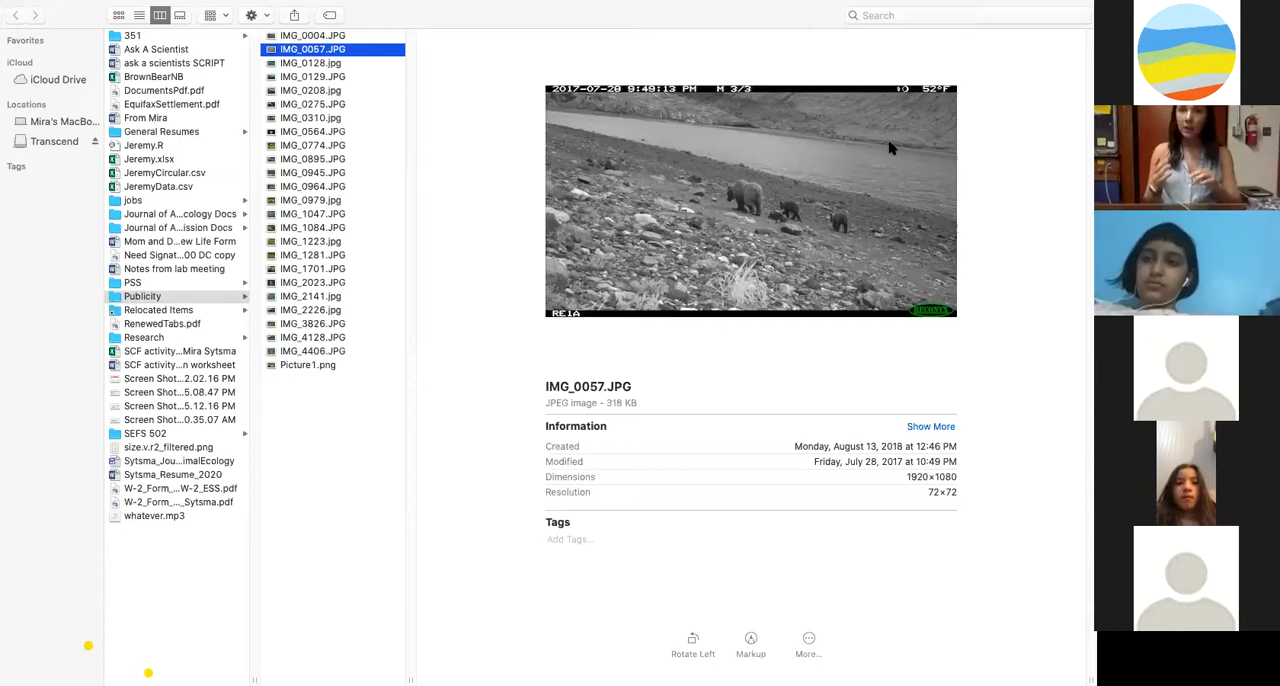 Search
Favorites
iCloud
iCloud Drive
Locations
Mira's MacBo...
Transcend
Tags
351
Ask A Scientist
ask a scientists SCRIPT
BrownBearNB
DocumentsPdf.pdf
EquifaxSettlement.pdf
From Mira
General Resumes
Jeremy.R
Jeremy.xlsx
JeremyCircular.csv
JeremyData.csv
jobs
Journal of A...cology Docs
Journal of A...ission Docs
Mom and D...ew Life Form
Need Signat...00 DC copy
Notes from lab meeting
PSS
Publicity
Relocated Items
RenewedTabs.pdf
Research
SCF activity...Mira Sytsma
SCF activity...n worksheet
Screen Shot...2.02.16 PM
Screen Shot...5.08.47 PM
Screen Shot...5.12.16 PM
Screen Shot...0.35.07 AM
SEFS 502
size.v.r2_filtered.png
Sytsma_Jou...imalEcology
Sytsma_Resume_2020
W-2_Form_...W-2_ESS.pdf
W-2_Form_..._Sytsma.pdf
whatever.mp3
IMG_0004.JPG
IMG_0057.JPG
IMG_0128.jpg
IMG_0129.JPG
IMG_0208.jpg
IMG_0275.JPG
IMG_0310.jpg
IMG_0564.JPG
IMG_0774.JPG
IMG_0895.JPG
IMG_0945.JPG
IMG_0964.JPG
IMG_0979.jpg
IMG_1047.JPG
IMG_1084.JPG
IMG_1223.jpg
IMG_1281.JPG
IMG_1701.JPG
IMG_2023.JPG
IMG_2141.jpg
IMG_2226.jpg
IMG_3826.JPG
IMG_4128.JPG
IMG_4406.JPG
Picture1.png
2017-07-28 9:49:13 PM M 3/3 52°F
RE1A RECONYX
IMG_0057.JPG
JPEG image - 318 KB
Information Show More
Created Monday, August 13, 2018 at 12:46 PM
Modified Friday, July 28, 2017 at 10:49 PM
Dimensions 1920×1080
Resolution 72×72
Tags
Add Tags...
Rotate Left Markup More...